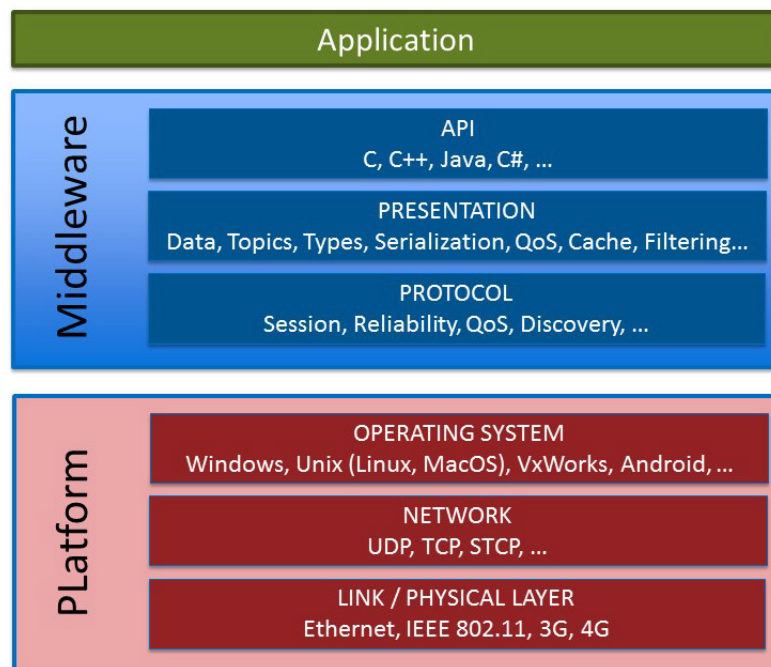 Application
Middleware
API
C, C++, Java, C#, ...
PRESENTATION
Data, Topics, Types, Serialization, QoS, Cache, Filtering...
PROTOCOL
Session, Reliability, QoS, Discovery, ...
PLatform
OPERATING SYSTEM
Windows, Unix (Linux, MacOS), VxWorks, Android, ...
NETWORK
UDP, TCP, STCP, ...
LINK / PHYSICAL LAYER
Ethernet, IEEE 802.11, 3G, 4G